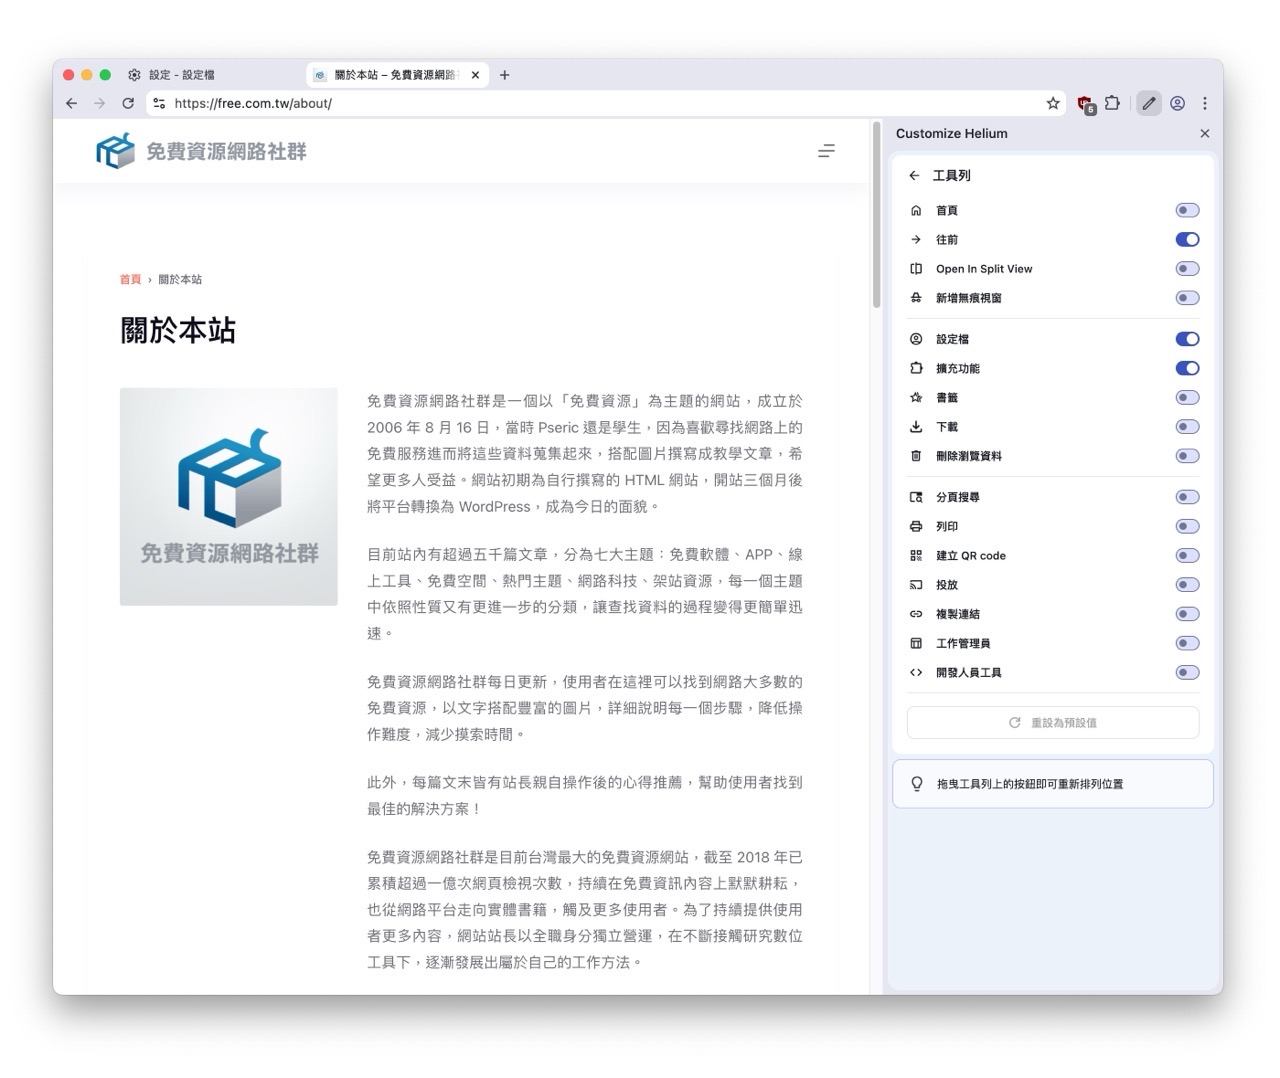 設定 - 設定檔
關於本站 – 免費資源網路
https://free.com.tw/about/
5
Customize Helium
免費資源網路社群
首頁 › 關於本站
關於本站
免費資源網路社群
免費資源網路社群是一個以「免費資源」為主題的網站，成立於
2006 年 8 月 16 日，當時 Pseric 還是學生，因為喜歡尋找網路上的
免費服務進而將這些資料蒐集起來，搭配圖片撰寫成教學文章，希
望更多人受益。網站初期為自行撰寫的 HTML 網站，開站三個月後
將平台轉換為 WordPress，成為今日的面貌。
目前站內有超過五千篇文章，分為七大主題：免費軟體、APP、線
上工具、免費空間、熱門主題、網路科技、架站資源，每一個主題
中依照性質又有更進一步的分類，讓查找資料的過程變得更簡單迅
速。
免費資源網路社群每日更新，使用者在這裡可以找到網路大多數的
免費資源，以文字搭配豐富的圖片，詳細說明每一個步驟，降低操
作難度，減少摸索時間。
此外，每篇文末皆有站長親自操作後的心得推薦，幫助使用者找到
最佳的解決方案！
免費資源網路社群是目前台灣最大的免費資源網站，截至 2018 年已
累積超過一億次網頁檢視次數，持續在免費資訊內容上默默耕耘，
也從網路平台走向實體書籍，觸及更多使用者。為了持續提供使用
者更多內容，網站站長以全職身分獨立營運，在不斷接觸研究數位
工具下，逐漸發展出屬於自己的工作方法。
工具列
首頁
往前
Open In Split View
新增無痕視窗
設定檔
擴充功能
書籤
下載
刪除瀏覽資料
分頁搜尋
列印
建立 QR code
投放
複製連結
工作管理員
開發人員工具
重設為預設值
拖曳工具列上的按鈕即可重新排列位置